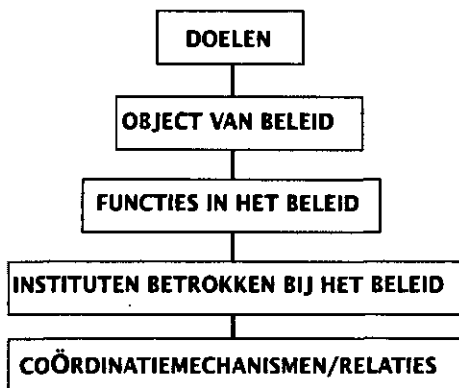 DOELEN
OBJECT VAN BELEID
FUNCTIES IN HET BELEID
INSTITUTEN BETROKKEN BIJ HET BELEID
COÖRDINATIEMECHANISMEN/RELATIES